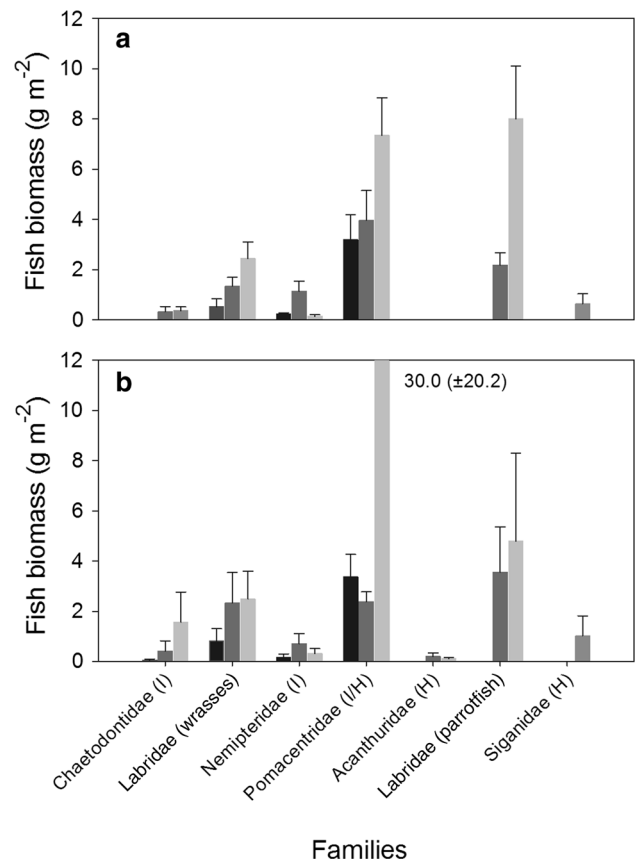 a
12
10
8
6
4
2
0
Fish biomass (g m-2)
b
30.0 (±20.2)
12
10
8
6
4
2
0
Fish biomass (g m-2)
Chaetodontidae (I)
Labridae (wrasses)
Nemipteridae (I)
Pomacentridae (I/H)
Acanthuridae (H)
Labridae (parrotfish)
Siganidae (H)
Families